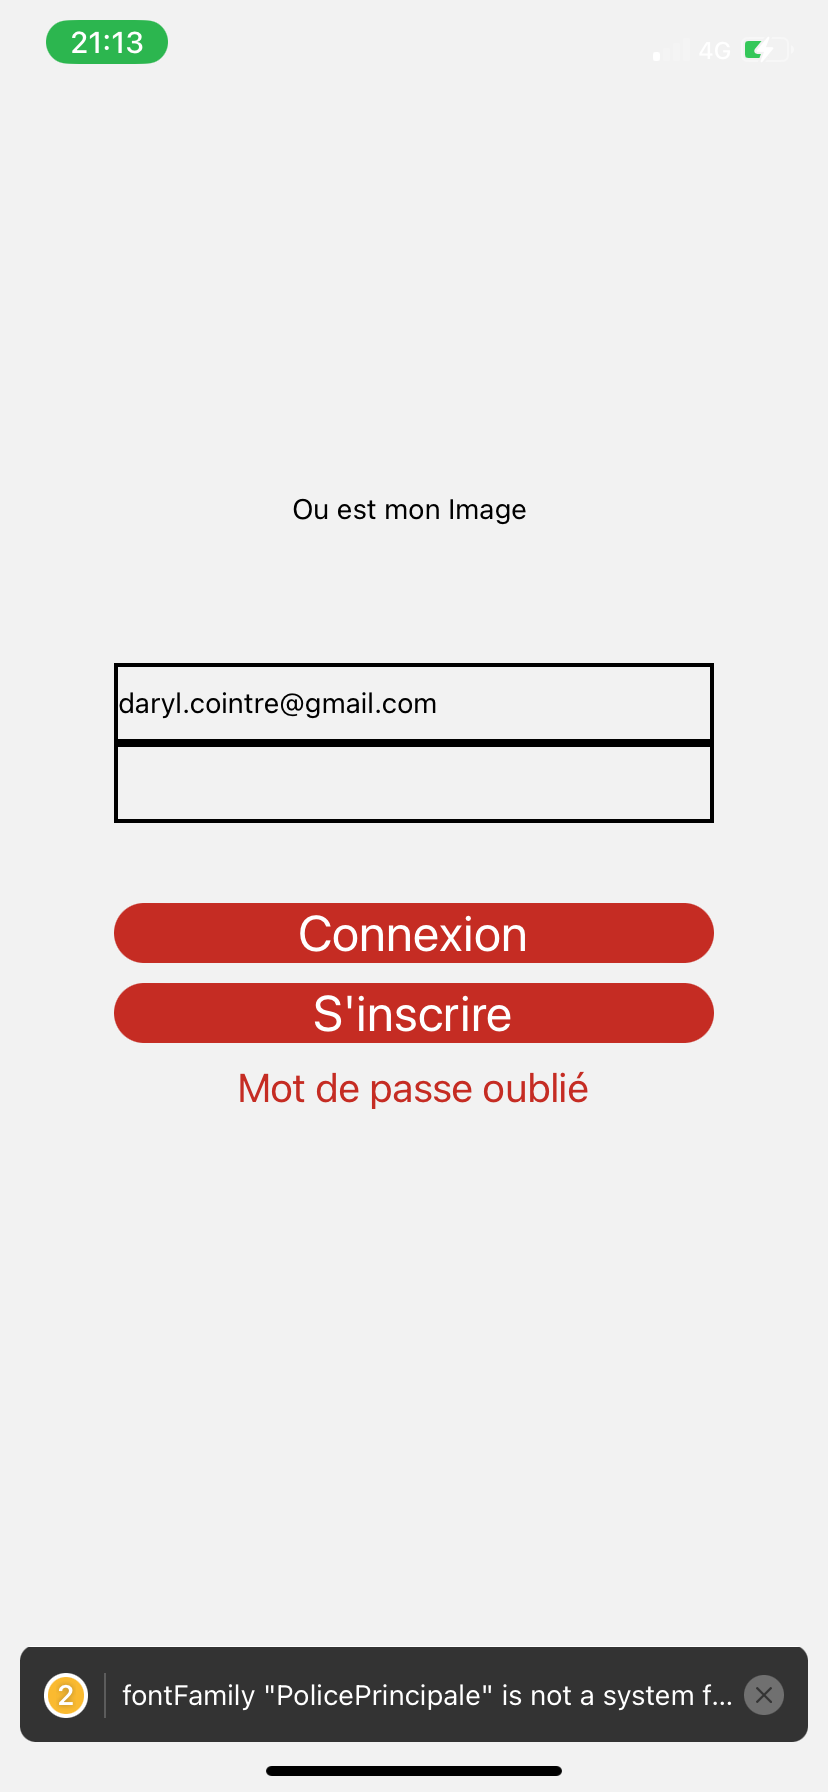 21:13
4G
Ou est mon Image
daryl.cointre@gmail.com
Connexion
S'inscrire
Mot de passe oublié
2
fontFamily "PolicePrincipale" is not a system f...